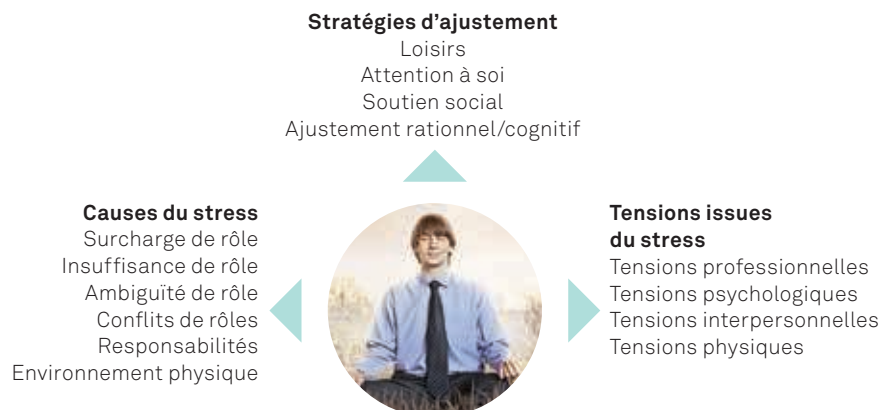 Stratégies d’ajustement
Loisirs
Attention à soi
Soutien social
Ajustement rationnel/cognitif
Causes du stress
Surcharge de rôle
Insuffisance de rôle
Ambiguïté de rôle
Conflits de rôles
Responsabilités
Environnement physique
Tensions issues
du stress
Tensions professionnelles
Tensions psychologiques
Tensions interpersonnelles
Tensions physiques